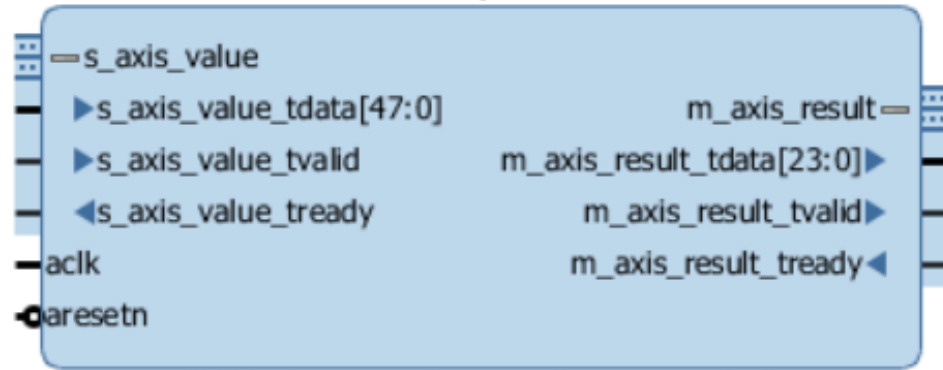 s_axis_value
s_axis_value_tdata[47:0]
s_axis_value_tvalid
s_axis_value_tready
aclk
aresetn
m_axis_result
m_axis_result_tdata[23:0]
m_axis_result_tvalid
m_axis_result_tready